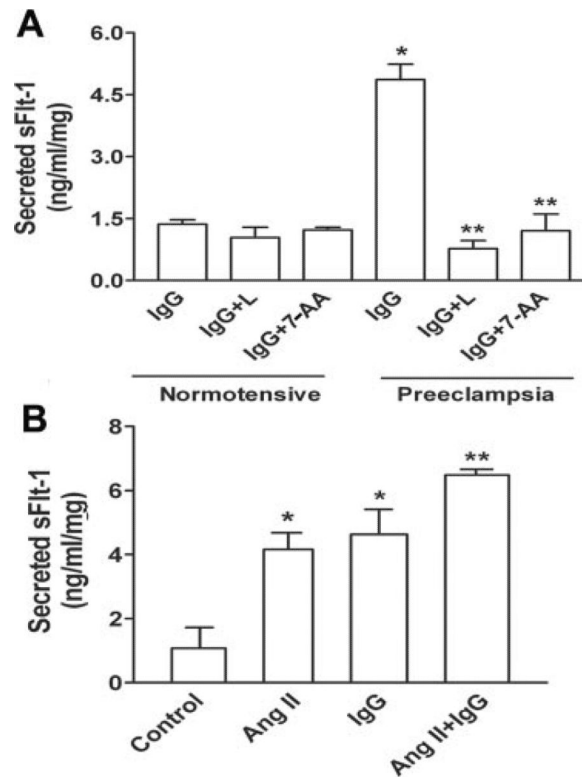 A
Secreted sFlt-1
(ng/ml/mg)
6.0
4.5
3.0
1.5
0.0
*
**
**
IgG
IgG+L
IgG+7-AA
IgG
IgG+L
IgG+7-AA
Normotensive
Preeclampsia
B
Secreted sFlt-1
(ng/ml/mg)
8
6
4
2
0
*
*
**
Control
Ang II
IgG
Ang II+IgG